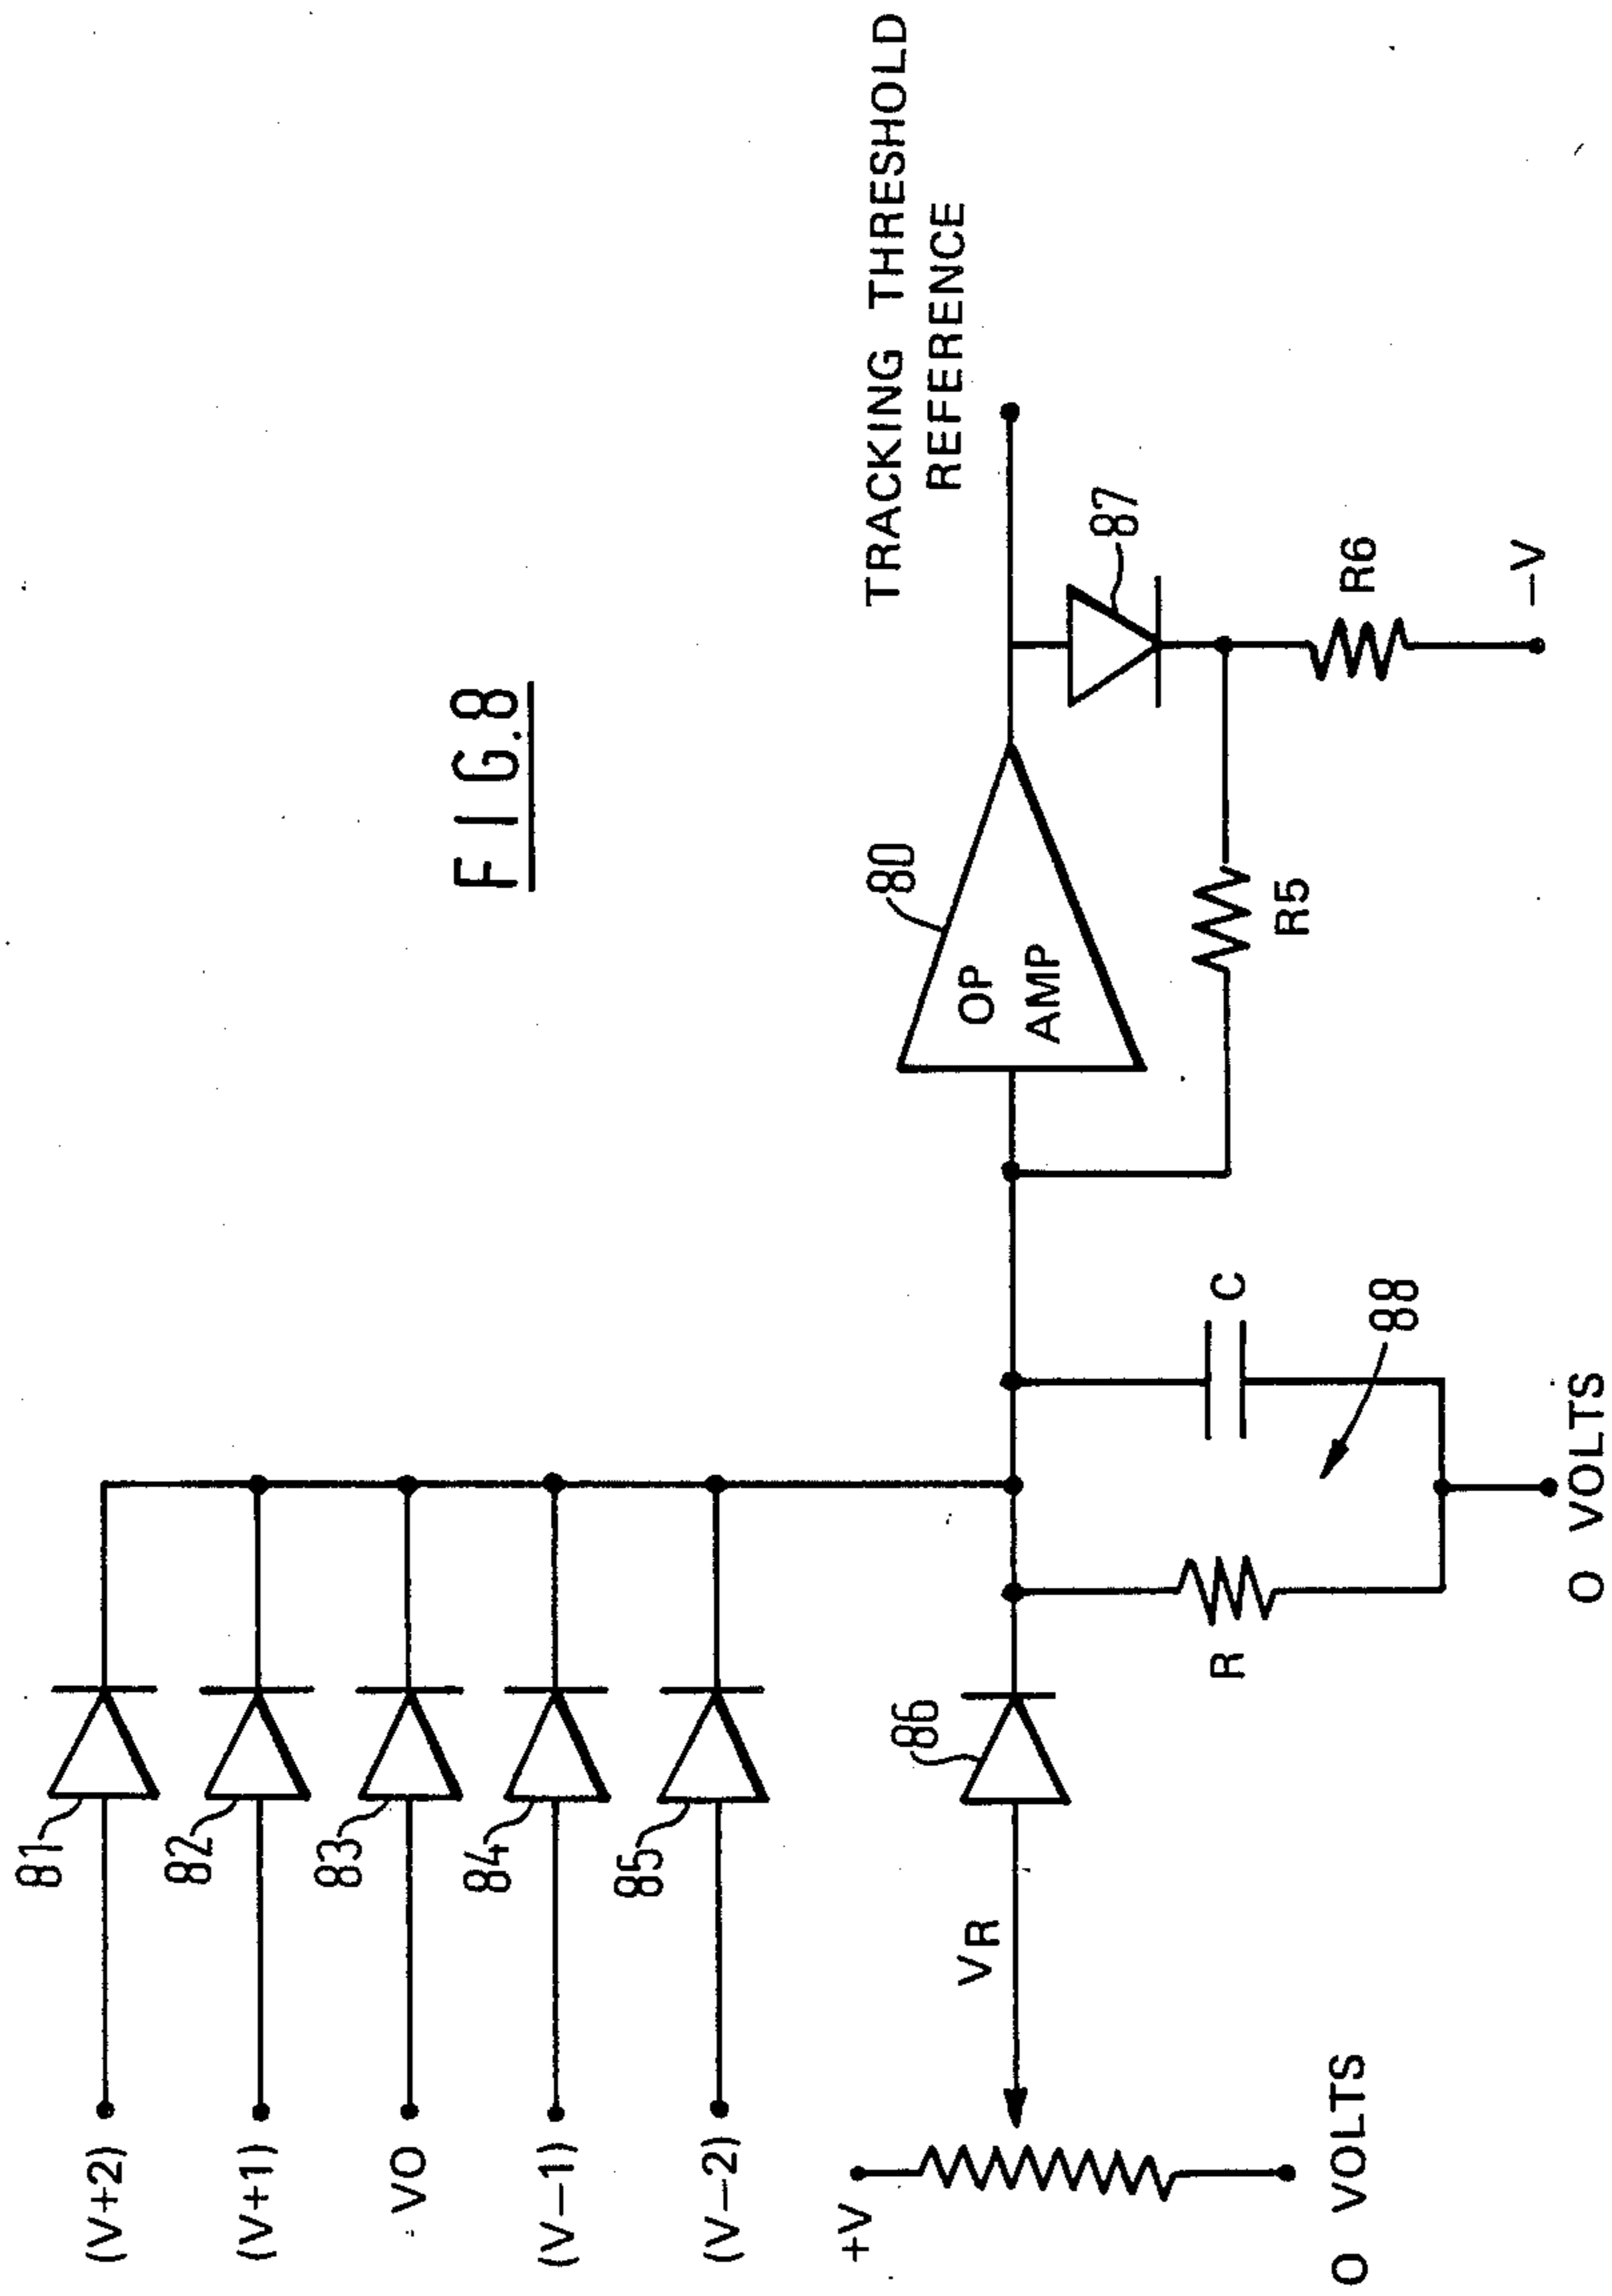 FIG.8
(V+2)
81
(V+1)
82
VO
83
(V-1)
84
(V-2)
85
+V
O VOLTS
VR
86
R
C
88
O VOLTS
80
OP
AMP
R5
87
R6
-V
TRACKING THRESHOLD
REFERENCE